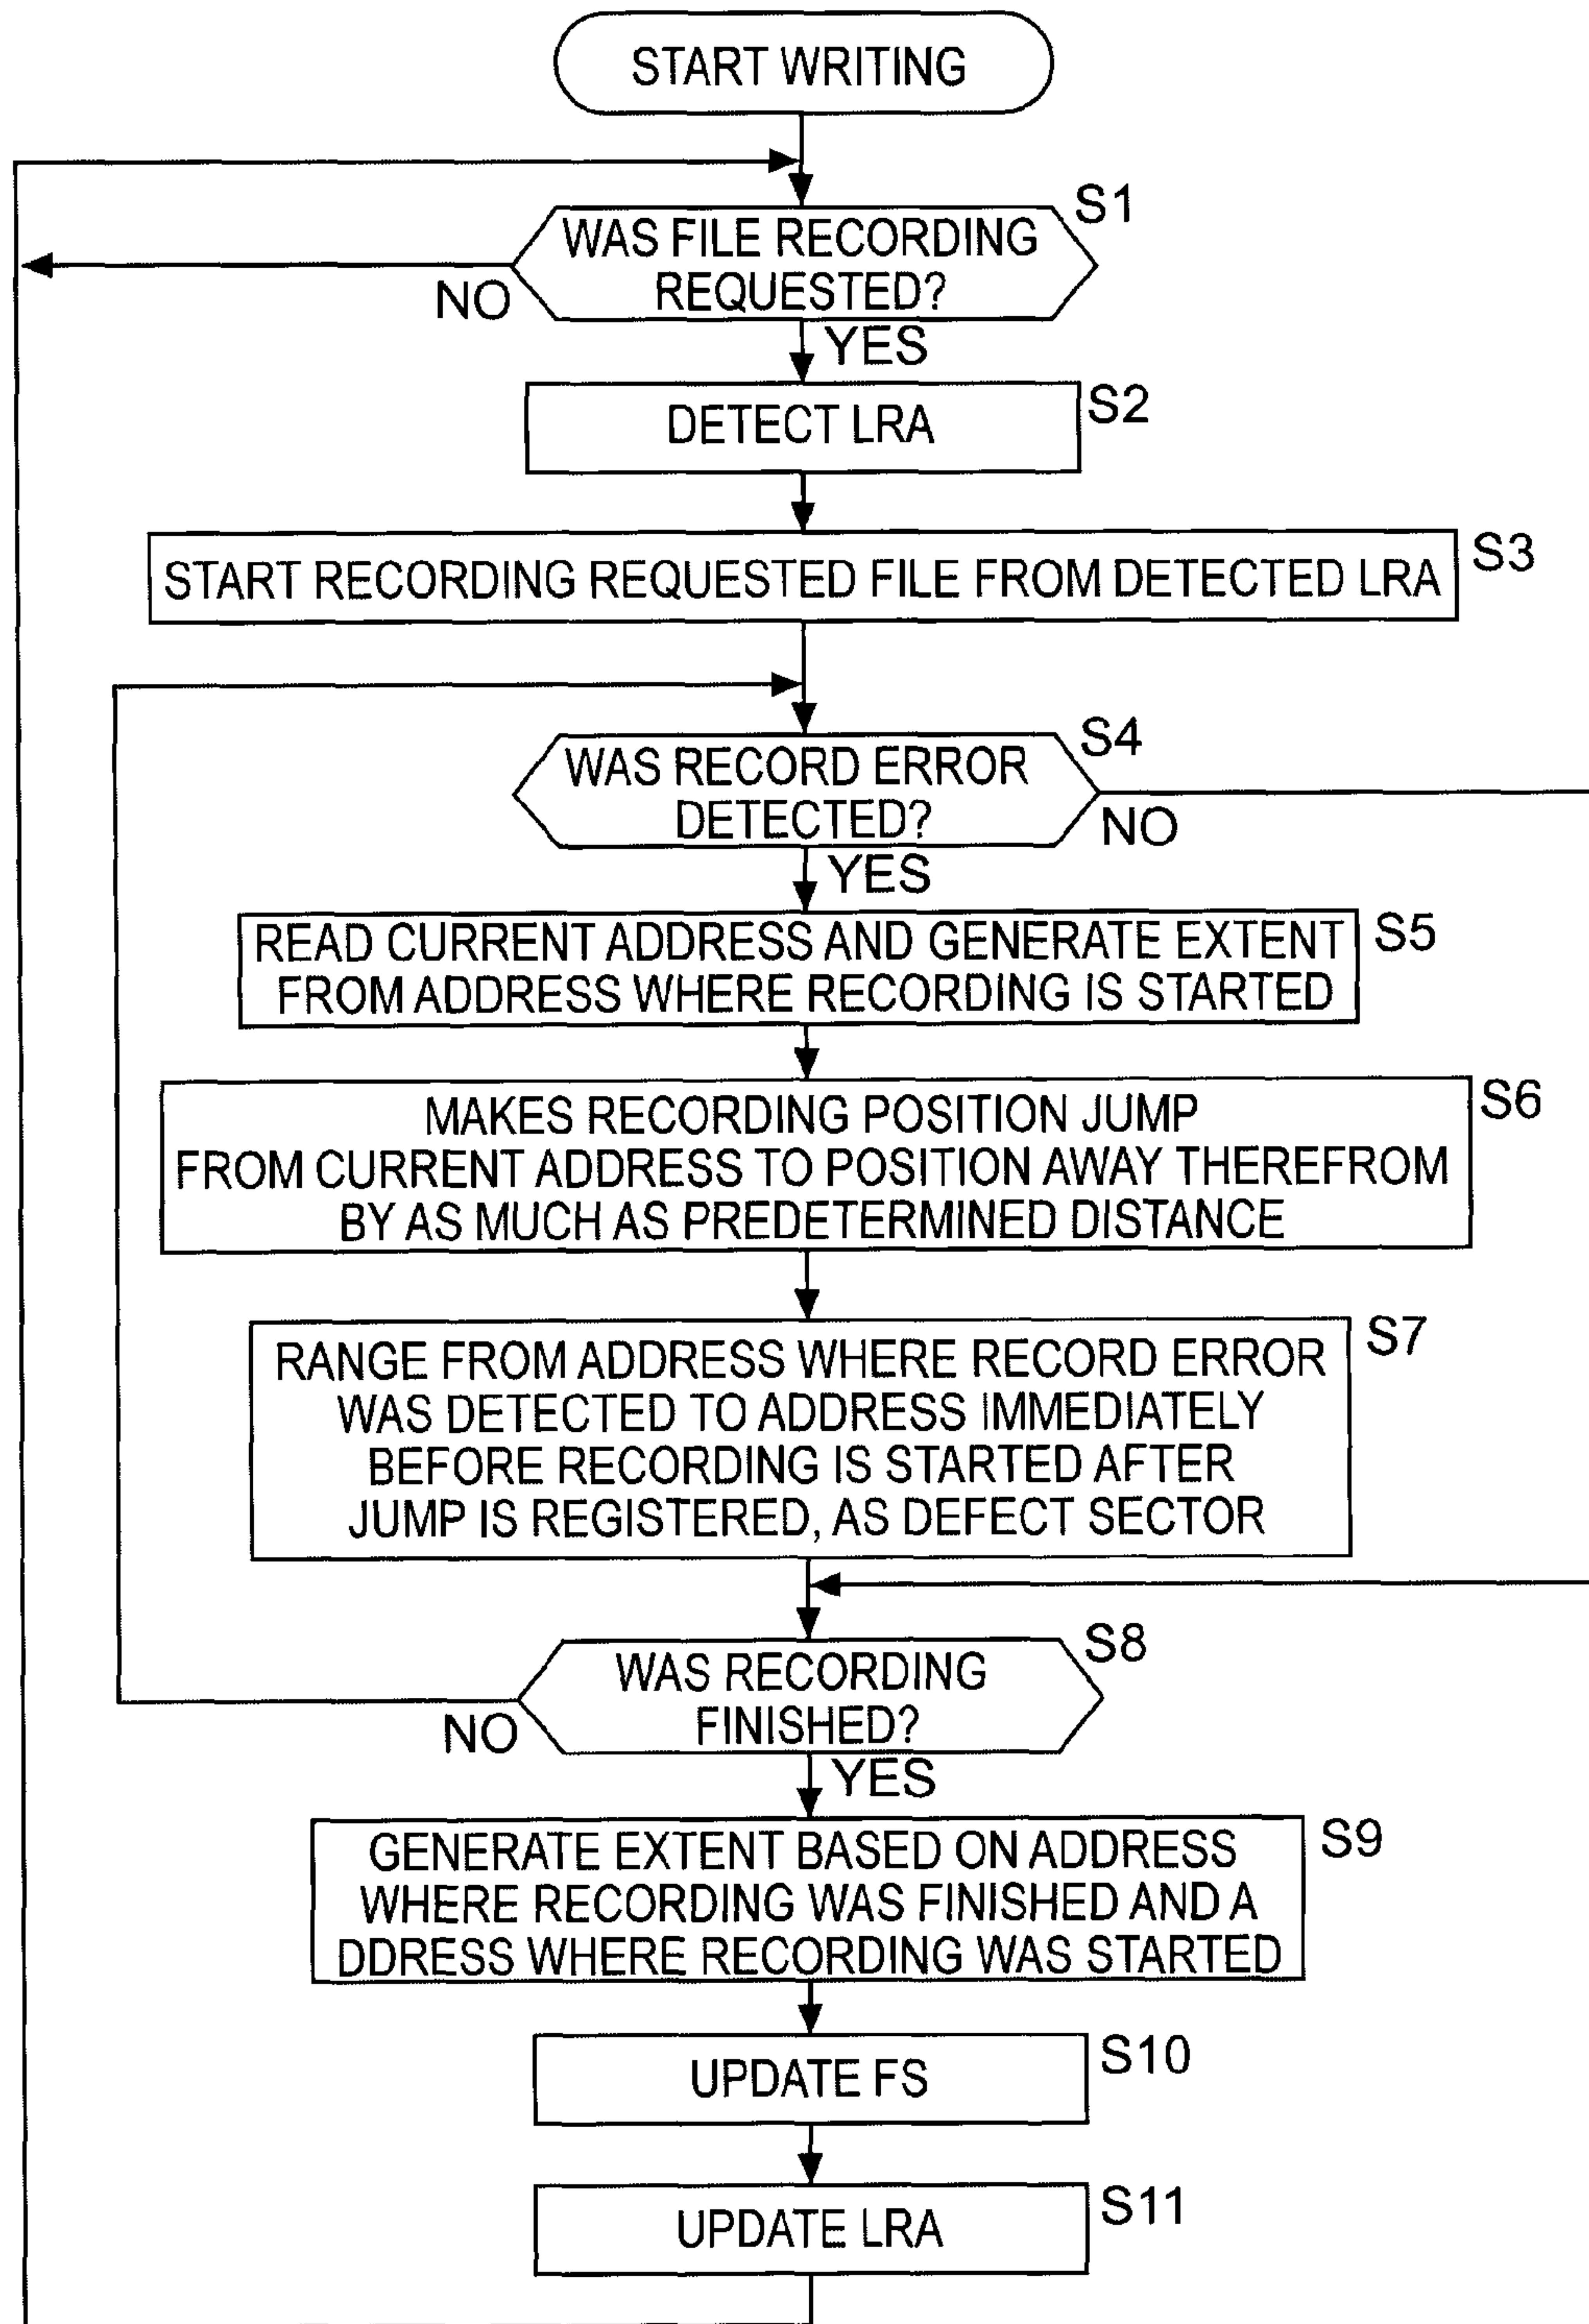 START WRITING
S1
WAS FILE RECORDING
REQUESTED?
NO
YES
S2
DETECT LRA
S3
START RECORDING REQUESTED FILE FROM DETECTED LRA
S4
WAS RECORD ERROR
DETECTED?
NO
YES
S5
READ CURRENT ADDRESS AND GENERATE EXTENT
FROM ADDRESS WHERE RECORDING IS STARTED
S6
MAKES RECORDING POSITION JUMP
FROM CURRENT ADDRESS TO POSITION AWAY THEREFROM
BY AS MUCH AS PREDETERMINED DISTANCE
S7
RANGE FROM ADDRESS WHERE RECORD ERROR
WAS DETECTED TO ADDRESS IMMEDIATELY
BEFORE RECORDING IS STARTED AFTER
JUMP IS REGISTERED, AS DEFECT SECTOR
S8
WAS RECORDING
FINISHED?
NO
YES
S9
GENERATE EXTENT BASED ON ADDRESS
WHERE RECORDING WAS FINISHED AND A
DDRESS WHERE RECORDING WAS STARTED
S10
UPDATE FS
S11
UPDATE LRA